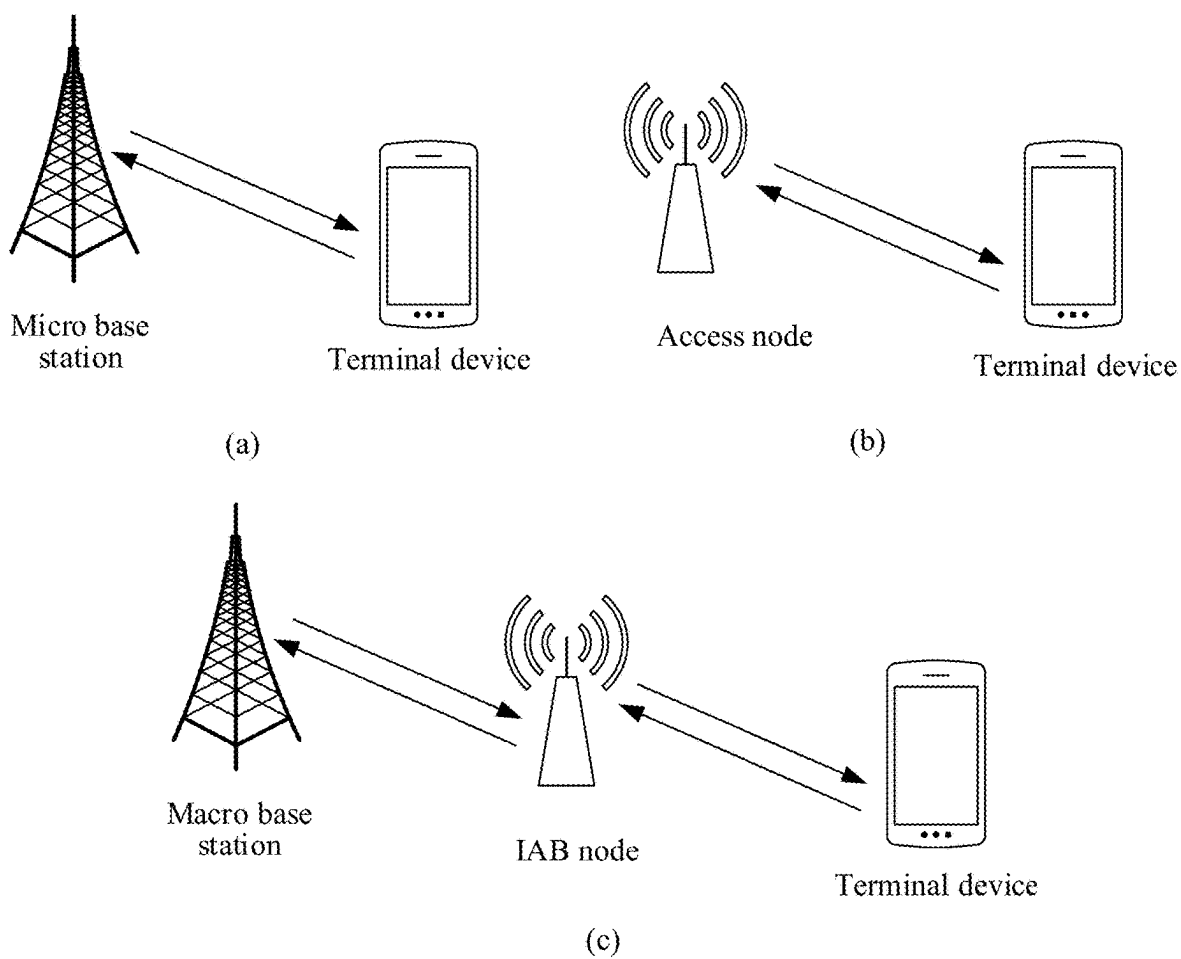 Micro base
station
Terminal device
(a)
Access node
Terminal device
(b)
Macro base
station
IAB node
Terminal device
(c)